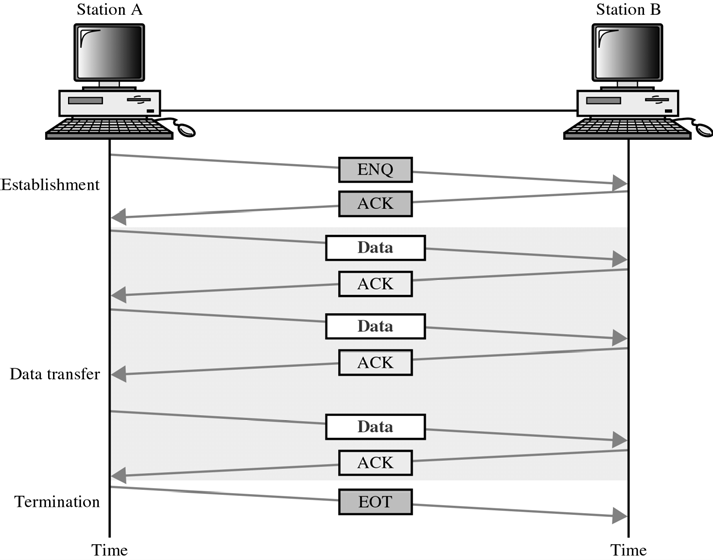 Station A
Station B
ENQ
Establishment
ACK
Data
ACK
Data
ACK
Data transfer
Data
ACK
Termination
EOT
Time
Time